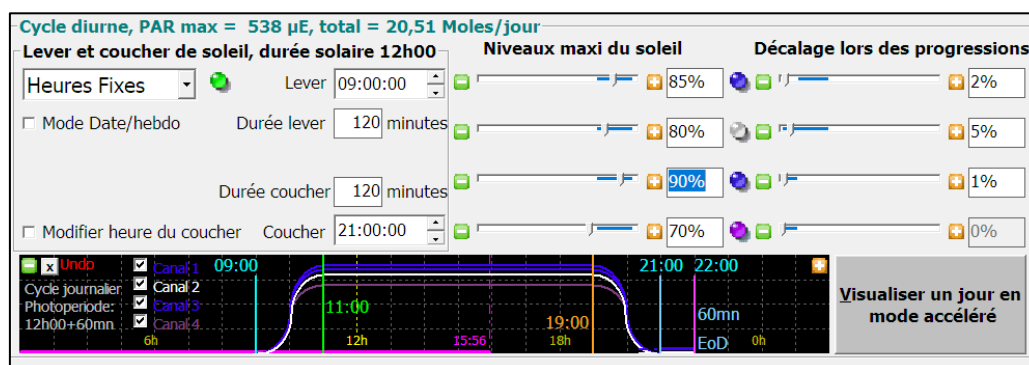 Cycle diurne, PAR max = 538 µE, total = 20,51 Moles/jour
Lever et coucher de soleil, durée solaire 12h00
Niveaux maxi du soleil
Décalage lors des progressions
Heures Fixes
Lever 09:00:00
85%
2%
Mode Date/hebdo
Durée lever 120 minutes
80%
5%
Durée coucher 120 minutes
90%
1%
Modifier heure du coucher
Coucher 21:00:00
70%
0%
x Undo
Canal 1
09:00
21:00 22:00
Cycle journalier
Canal 2
Photoperiode:
Canal 3
11:00
60mn
12h00+60mn
Canal 4
19:00
6h
12h
15:56
18h
EoD
0h
Visualiser un jour en
mode accéléré